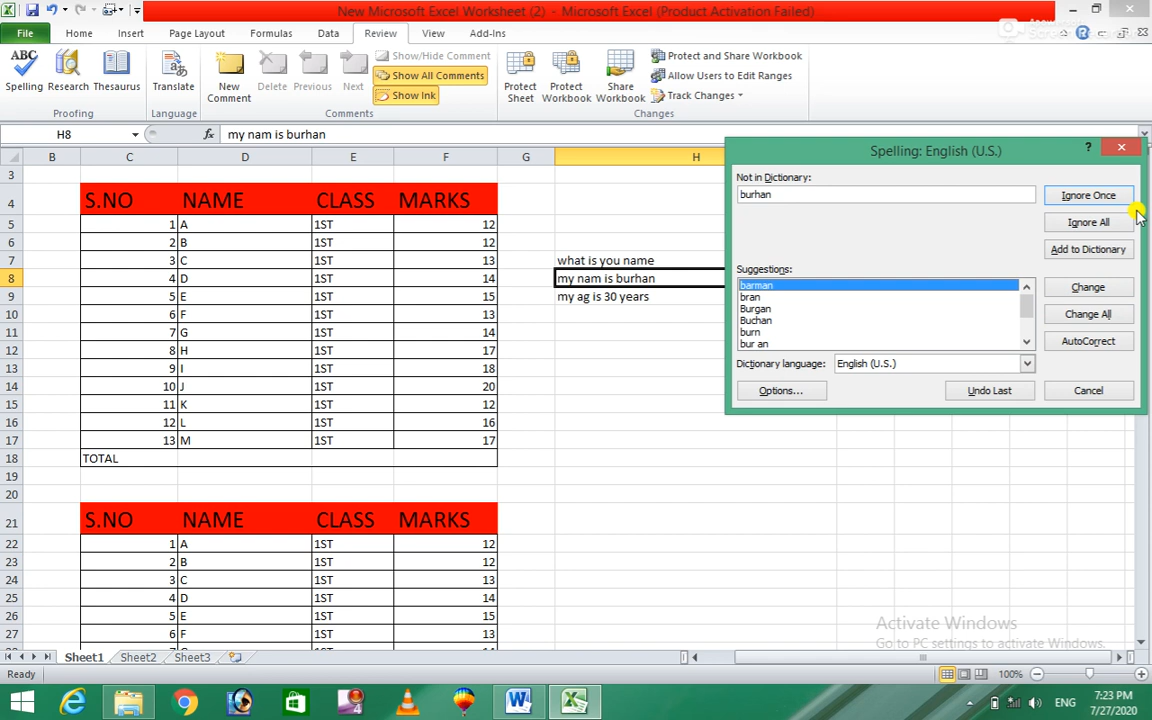 New Microsoft Excel Worksheet (2) - Microsoft Excel (Product Activation Failed)
File Home Insert Page Layout Formulas Data Review View Add-Ins
ABC
Spelling Research Thesaurus Translate New Comment Delete Previous Next
Show/Hide Comment
Show All Comments
Show Ink
Protect Sheet Protect Workbook Share Workbook
Protect and Share Workbook
Allow Users to Edit Ranges
Track Changes
Proofing Language Comments Changes
H8 fx my nam is burhan
B C D E F G H
3
4 S.NO NAME CLASS MARKS
5 1 A 1ST 12
6 2 B 1ST 12
7 3 C 1ST 13 what is you name
8 4 D 1ST 14 my nam is burhan
9 5 E 1ST 15 my ag is 30 years
10 6 F 1ST 13
11 7 G 1ST 14
12 8 H 1ST 17
13 9 I 1ST 18
14 10 J 1ST 20
15 11 K 1ST 12
16 12 L 1ST 16
17 13 M 1ST 17
18 TOTAL
19
20
21 S.NO NAME CLASS MARKS
22 1 A 1ST 12
23 2 B 1ST 12
24 3 C 1ST 13
25 4 D 1ST 14
26 5 E 1ST 15
27 6 F 1ST 13
Spelling: English (U.S.)
Not in Dictionary:
burhan
Ignore Once
Ignore All
Add to Dictionary
Suggestions:
barman
bran
Burgan
Buchan
burn
bur an
Change
Change All
AutoCorrect
Dictionary language: English (U.S.)
Options... Undo Last Cancel
Activate Windows
Go to PC settings to activate Windows.
Sheet1 Sheet2 Sheet3
Ready 100%
ENG 7:23 PM
7/27/2020